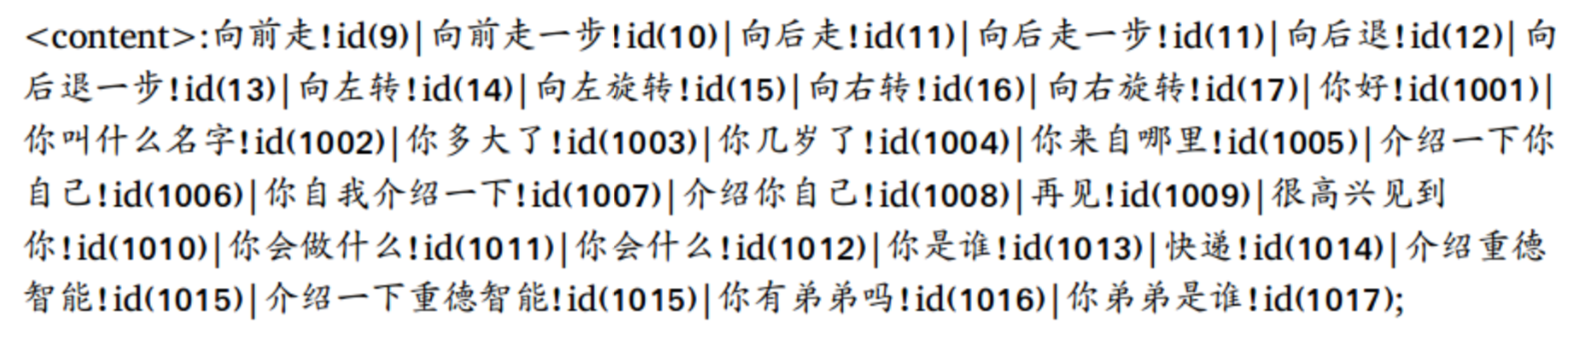 <content>:向前走!id(9)|向前走一步!id(10)|向后走!id(11)|向后走一步!id(11)|向后退!id(12)|向
后退一步!id(13)|向左转!id(14)|向左旋转!id(15)|向右转!id(16)|向右旋转!id(17)|你好!id(1001)|
你叫什么名字!id(1002)|你多大了!id(1003)|你几岁了!id(1004)|你来自哪里!id(1005)|介绍一下你
自己!id(1006)|你自我介绍一下!id(1007)|介绍你自己!id(1008)|再见!id(1009)|很高兴见到
你!id(1010)|你会做什么!id(1011)|你会什么!id(1012)|你是谁!id(1013)|快递!id(1014)|介绍重德
智能!id(1015)|介绍一下重德智能!id(1015)|你有弟弟吗!id(1016)|你弟弟是谁!id(1017);